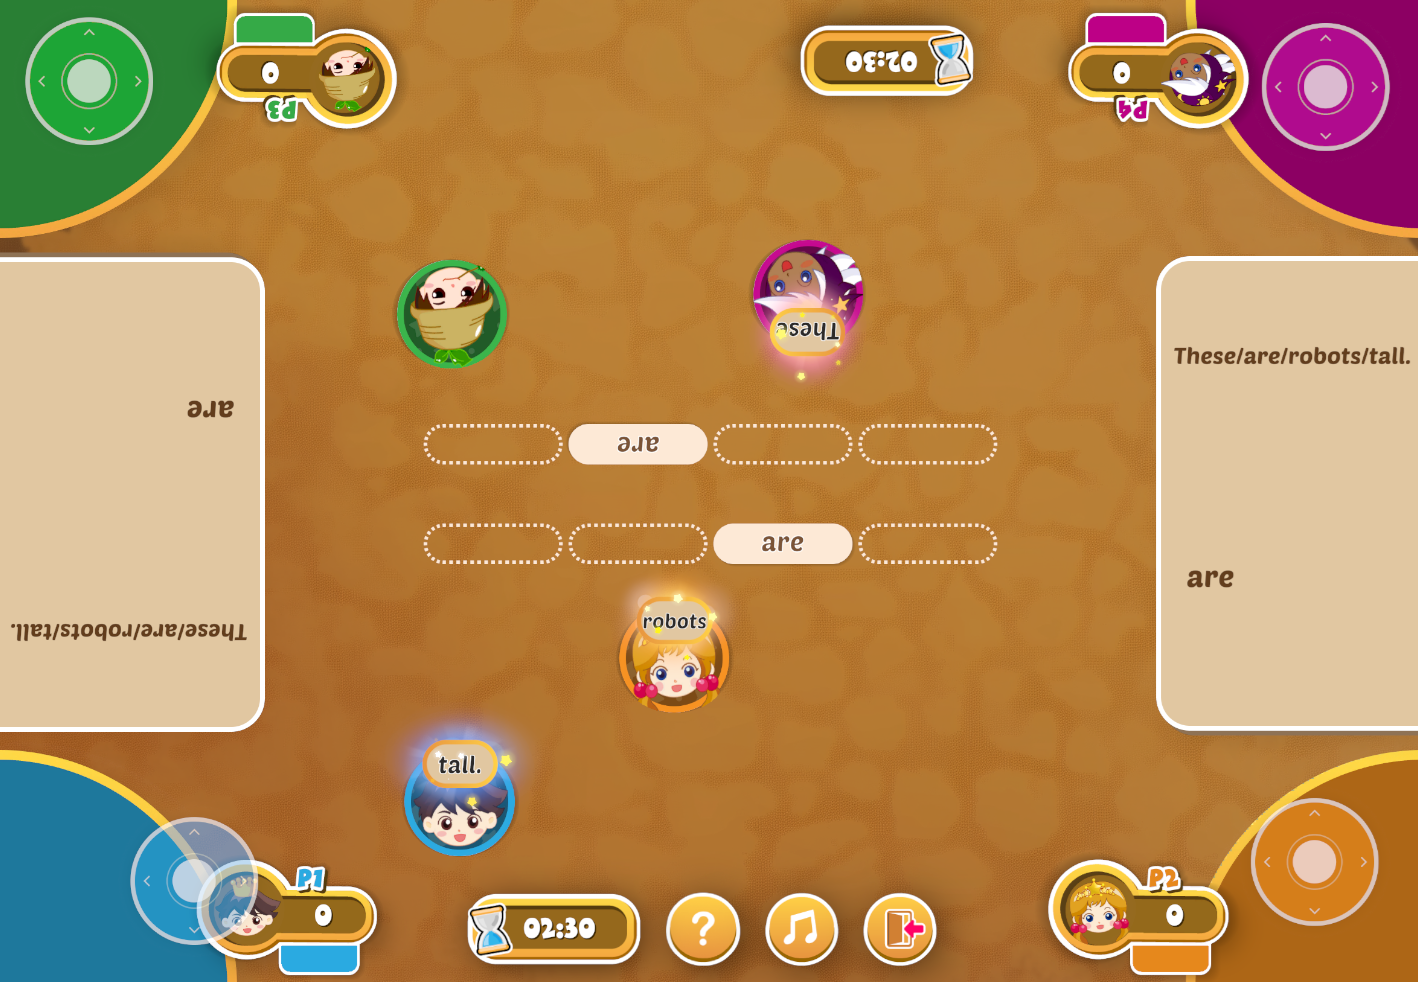 0
P3
02:30
0
P4
These
These/are/robots/tall.
are
are
are
are
robots
These/are/robots/tall.
tall.
P1
0
02:30
?
P2
0